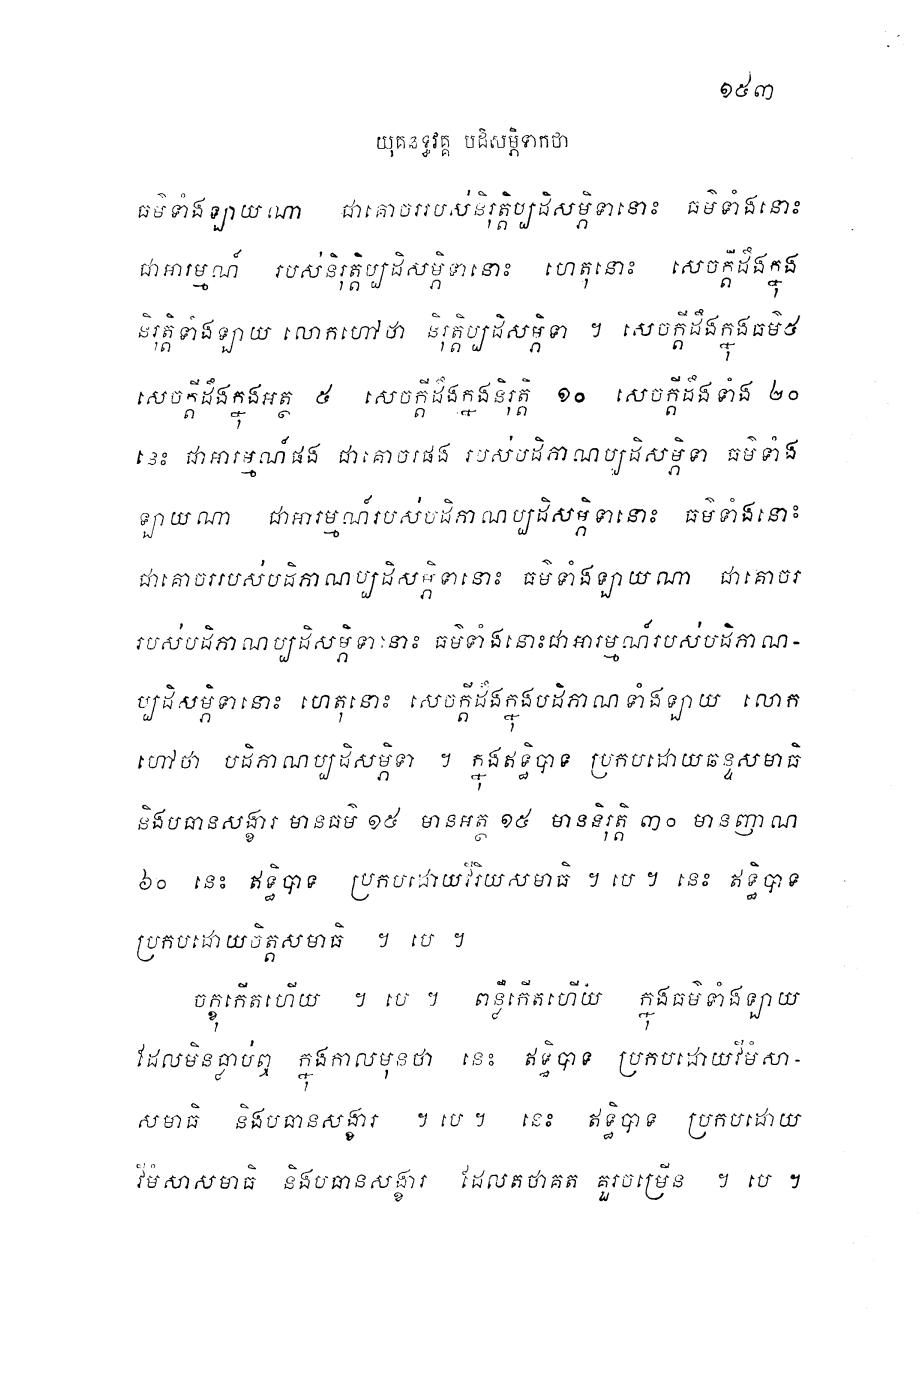 ១៥៣
យុគនទ្ធវគ្គ បដិសម្ភិទាកថា
ធម៌ទាំងឡាយណា ជាគោចររបស់និរុត្តិប្បដិសម្ភិទានោះ ធម៌ទាំងនោះ
ជាអារម្មណ៍ របស់និរុត្តិប្បដិសម្ភិទានោះ ហេតុនោះ សេចក្តីដឹងក្នុង
និរុត្តិទាំងឡាយ លោកហៅថា និរុត្តិប្បដិសម្ភិទា ។ សេចក្តីដឹងក្នុងធម៌៥
សេចក្តីដឹងក្នុងអត្ថ ៥ សេចក្តីដឹងក្នុងនិរុត្តិ ១០ សេចក្តីដឹងទាំង ២០
នេះ ជាអារម្មណ៍ផង ជាគោចរផង របស់បដិភាណប្បដិសម្ភិទា ធម៌ទាំង
ឡាយណា ជាអារម្មណ៍របស់បដិភាណប្បដិសម្ភិទានោះ ធម៌ទាំងនោះ
ជាគោចររបស់បដិភាណប្បដិសម្ភិទានោះ ធម៌ទាំងឡាយណា ជាគោចរ
របស់បដិភាណប្បដិសម្ភិទានោះ ធម៌ទាំងនោះជាអារម្មណ៍របស់បដិភាណ-
ប្បដិសម្ភិទានោះ ហេតុនោះ សេចក្តីដឹងក្នុងបដិភាណទាំងឡាយ លោក
ហៅថា បដិភាណប្បដិសម្ភិទា ។ ក្នុងឥទ្ធិបាទ ប្រកបដោយឆន្ទសមាធិ
និងបធានសង្ខារ មានធម៌ ១៥ មានអត្ថ ១៥ មាននិរុត្តិ ៣០ មានញាណ
៦០ នេះ ឥទ្ធិបាទ ប្រកបដោយវីរិយសមាធិ ។ បេ ។ នេះ ឥទ្ធិបាទ
ប្រកបដោយចិត្តសមាធិ ។ បេ ។
ចក្ខុកើតហើយ ។ បេ ។ ពន្លឺកើតហើយ ក្នុងធម៌ទាំងឡាយ
ដែលមិនធ្លាប់ឮ ក្នុងកាលមុនថា នេះ ឥទ្ធិបាទ ប្រកបដោយវីមំសា-
សមាធិ និងបធានសង្ខារ ។ បេ ។ នេះ ឥទ្ធិបាទ ប្រកបដោយ
វីមំសាសមាធិ និងបធានសង្ខារ ដែលតថាគត គួរចម្រើន ។ បេ ។